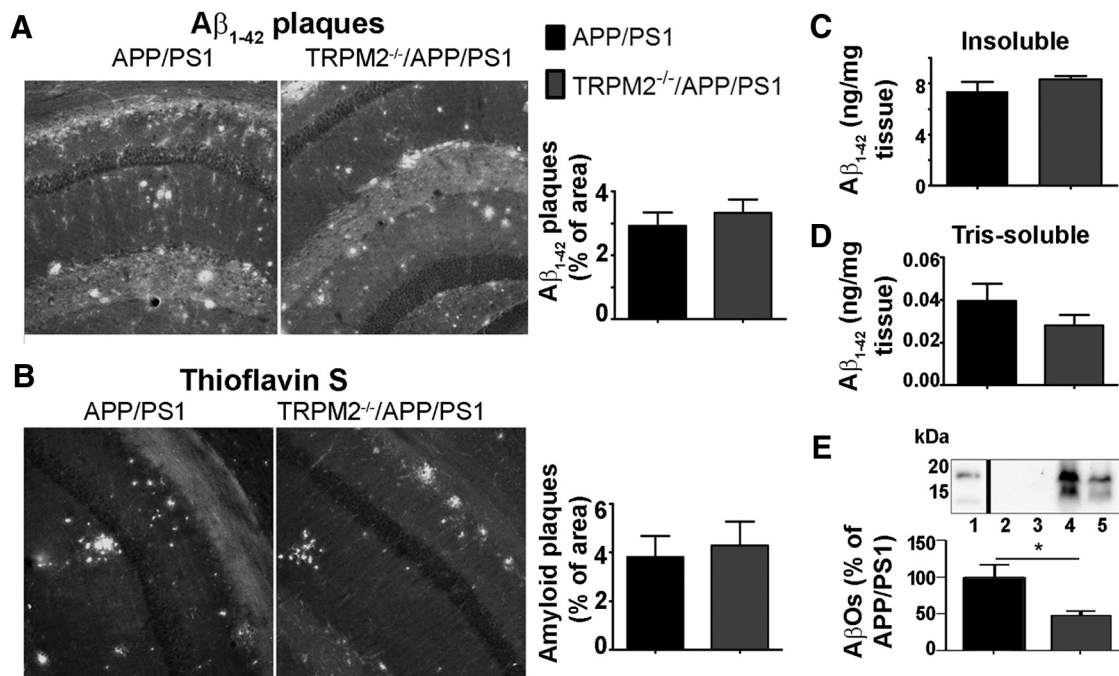 A
Aβ1-42 plaques
APP/PS1
TRPM2-/-/APP/PS1
APP/PS1
TRPM2-/-/APP/PS1
Aβ1-42 plaques
(% of area)
4
3
2
1
0
B
Thioflavin S
APP/PS1
TRPM2-/-/APP/PS1
Amyloid plaques
(% of area)
6
4
2
0
C
Insoluble
Aβ1-42 (ng/mg
tissue)
8
4
0
D
Tris-soluble
Aβ1-42 (ng/mg
tissue)
0.06
0.04
0.02
0.00
E
kDa
20
15
1 2 3 4 5
AβOs (% of
APP/PS1)
150
100
50
0
*